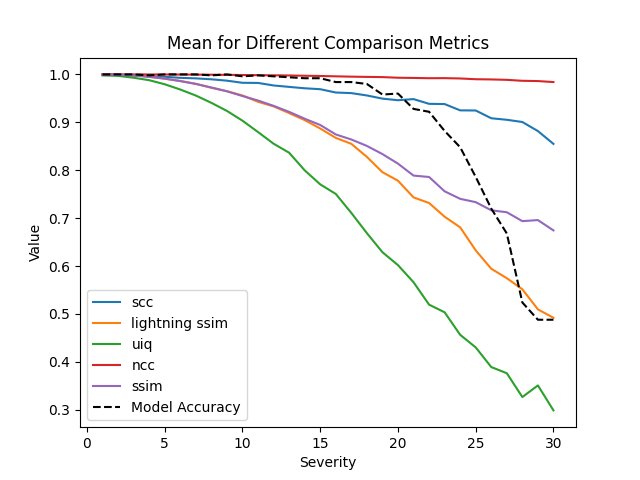 Mean for Different Comparison Metrics
Value
1.0
0.9
0.8
0.7
0.6
0.5
0.4
0.3
scc
lightning ssim
uiq
ncc
ssim
Model Accuracy
0 5 10 15 20 25 30
Severity